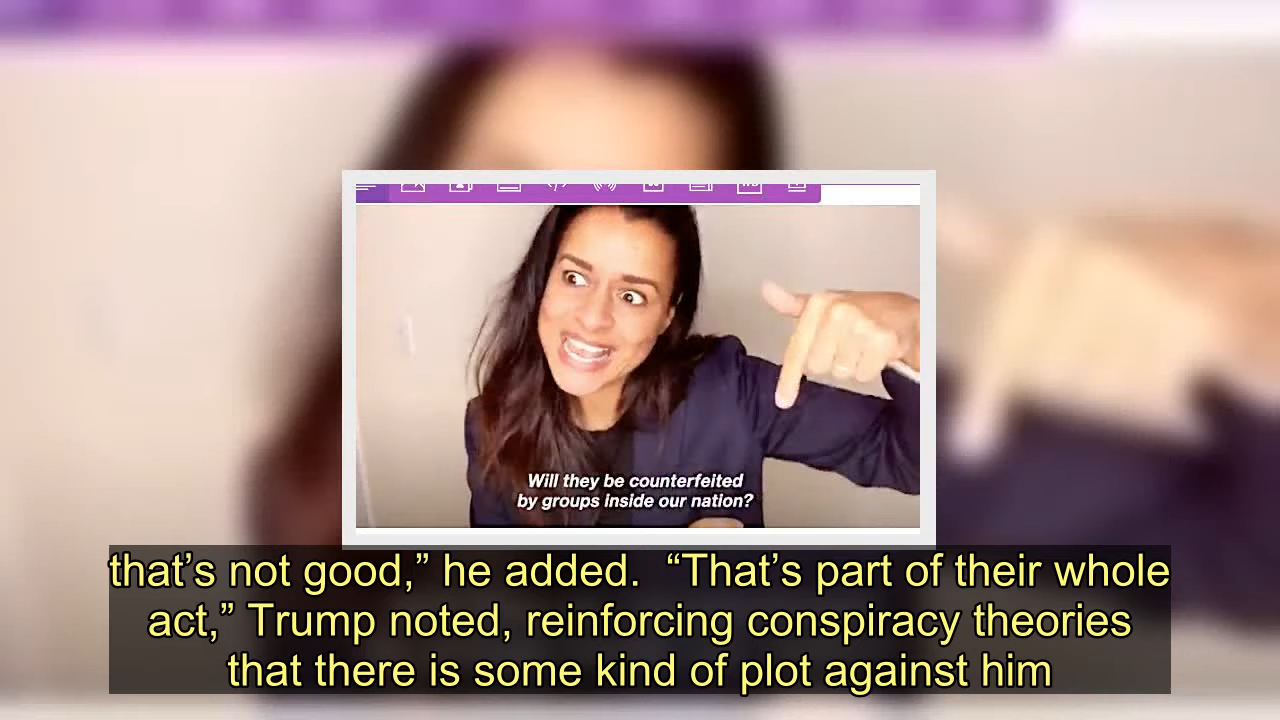 Will they be counterfeited
by groups inside our nation?
that’s not good,” he added.  “That’s part of their whole
act,” Trump noted, reinforcing conspiracy theories
that there is some kind of plot against him